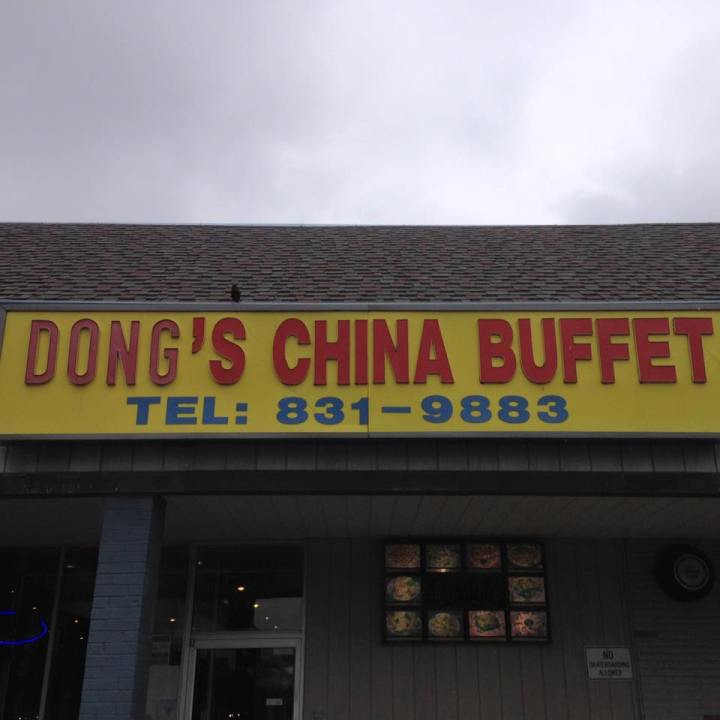 DONG'S CHINA BUFFET
TEL: 831-9883
NO
SKATEBOARDING
ALLOWED